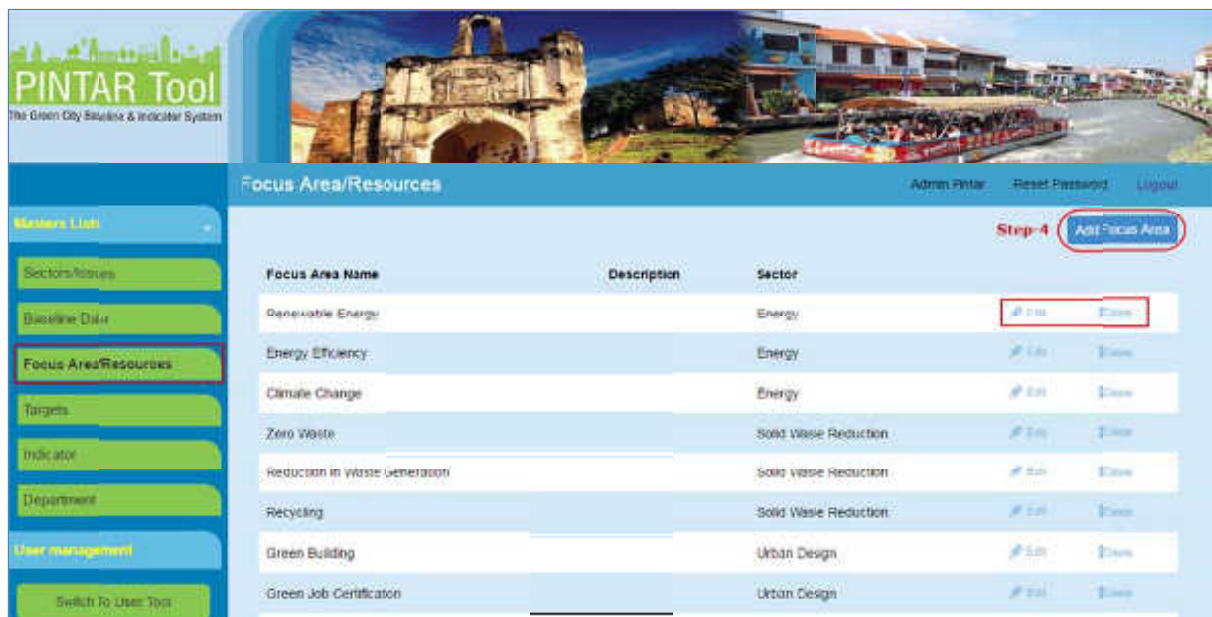 PINTAR Tool
The Green City Baseline & Indicator System
Focus Area/Resources
Admin Pintar Reset Password Logout
Masters Lists
Step-4 Add Focus Area
Sectors/Issues
Focus Area Name Description Sector
Baseline Data
Renewable Energy Energy Edit Delete
Focus Area/Resources
Energy Efficiency Energy Edit Delete
Climate Change Energy Edit Delete
Targets
Zero Waste Solid Waste Reduction Edit Delete
Indicator
Reduction in Waste Generation Solid Waste Reduction Edit Delete
Department
Recycling Solid Waste Reduction Edit Delete
User management
Green Building Urban Design Edit Delete
Switch To User Tool
Green Job Certification Urban Design Edit Delete